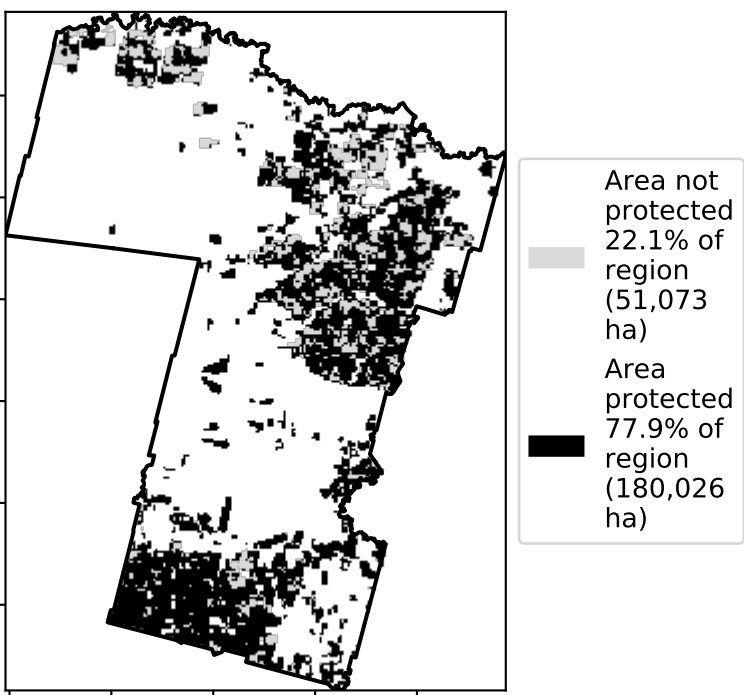 Area not
protected
22.1% of
region
(51,073
ha)
Area
protected
77.9% of
region
(180,026
ha)